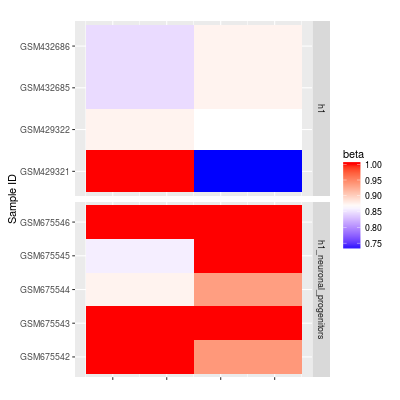 Sample ID
GSM432686
GSM432685
GSM429322
GSM429321
h1
GSM675546
GSM675545
GSM675544
GSM675543
GSM675542
h1_neuronal_progenitors
beta
1.00
0.95
0.90
0.85
0.80
0.75